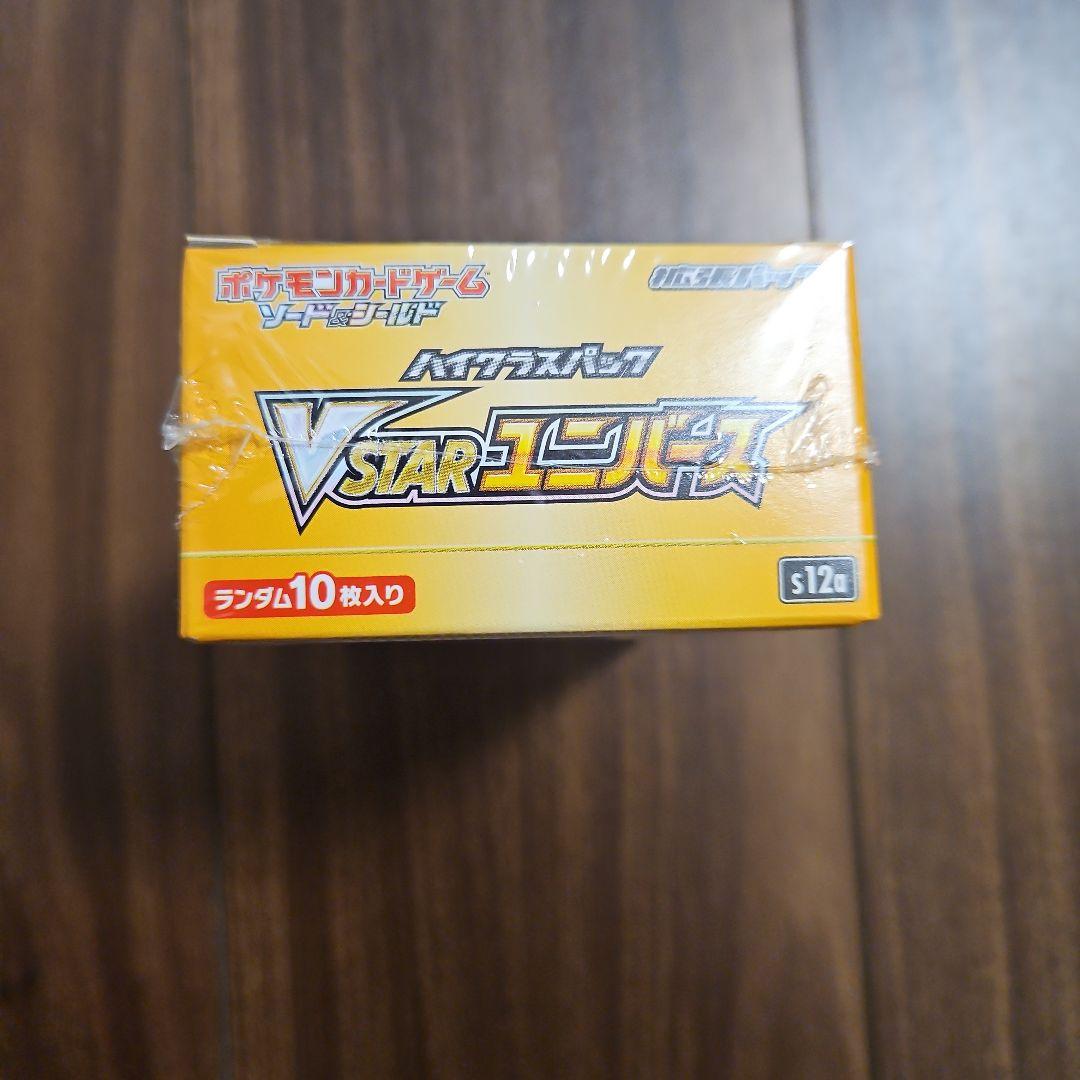 ポケモンカードゲーム™
ソード&シールド
拡張パック
ハイクラスパック
VSTARユニバース
ランダム10枚入り
s12a